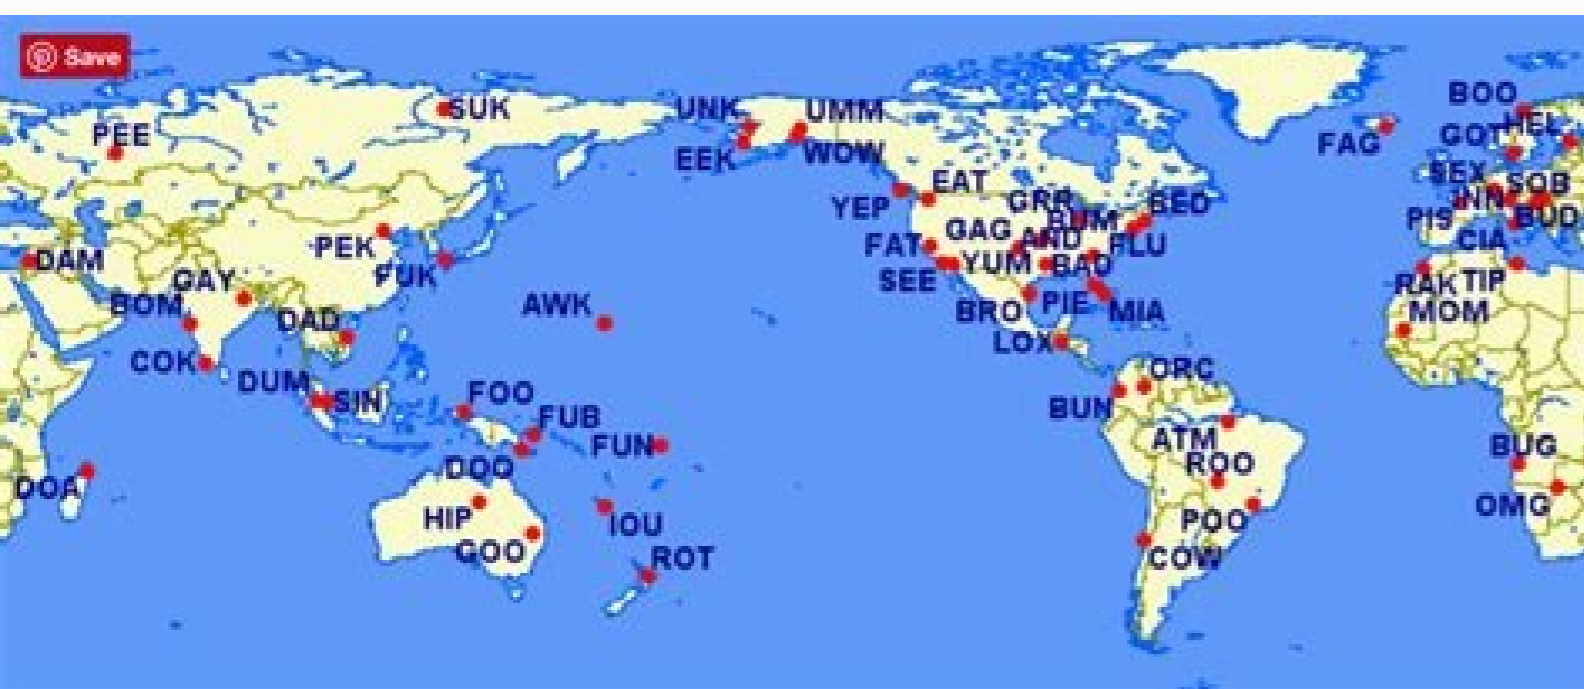 Save
SUK
UNK
UMM
BOO
PEE
FAG
GOT
HEL
EEK
WOW
SEX
SOB
EAT
YEP
GRR
BUM
BED
INN
PIS
BUD
PEK
FAT
GAG
AND
FLU
CIA
DAM
FUK
SEE
YUM
BAD
GAY
RAK
TIP
BOM
AWK
BRO
PIE
MIA
MOM
DAD
LOX
COK
ORC
DUM
SIN
FOO
BUN
FUB
FUN
ATM
BUG
DOO
ROO
DOA
HIP
IOU
POO
OMG
GOO
ROT
COW